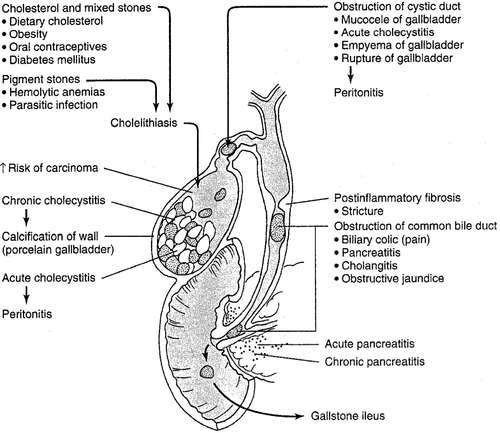 Cholesterol and mixed stones
• Dietary cholesterol
• Obesity
• Oral contraceptives
• Diabetes mellitus
Pigment stones
• Hemolytic anemias
• Parasitic infection
Cholelithiasis
↑ Risk of carcinoma
Chronic cholecystitis
Calcification of wall
(porcelain gallbladder)
Acute cholecystitis
Peritonitis
Obstruction of cystic duct
• Mucocele of gallbladder
• Acute cholecystitis
• Empyema of gallbladder
• Rupture of gallbladder
Peritonitis
Postinflammatory fibrosis
• Stricture
Obstruction of common bile duct
• Biliary colic (pain)
• Pancreatitis
• Cholangitis
• Obstructive jaundice
Acute pancreatitis
Chronic pancreatitis
Gallstone ileus